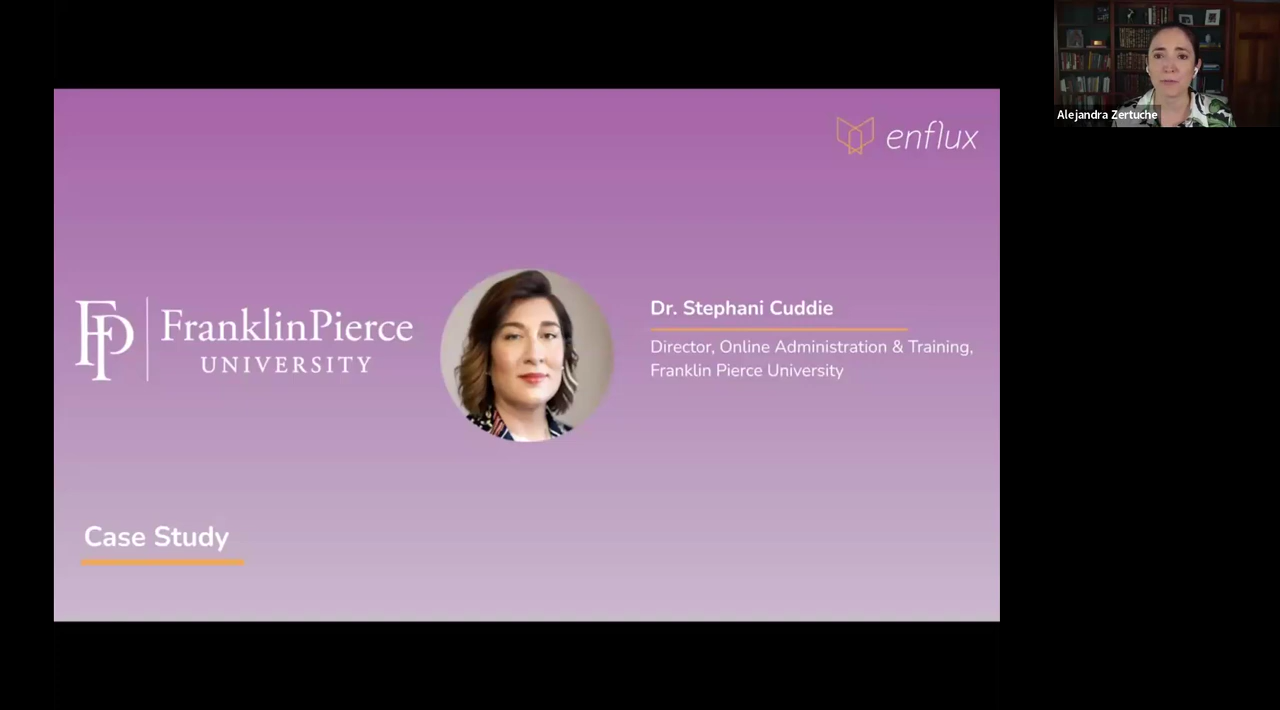 enflux
Alejandra Zertuche
FP
FranklinPierce
UNIVERSITY
Dr. Stephani Cuddie
Director, Online Administration & Training,
Franklin Pierce University
Case Study